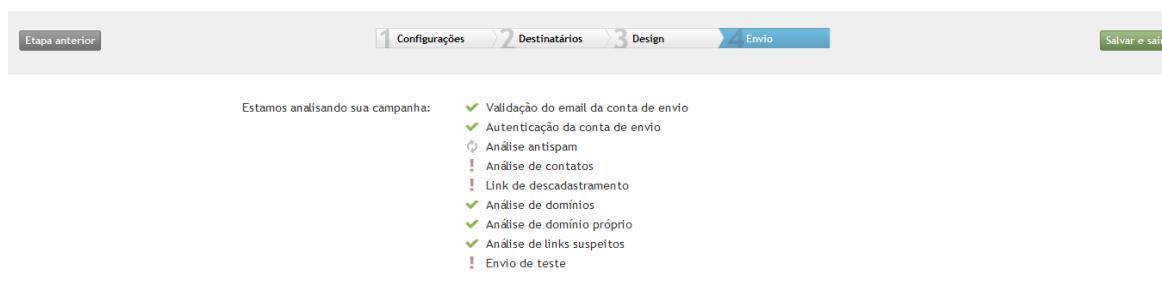 Etapa anterior
1 Configurações 2 Destinatários 3 Design 4 Envio
Salvar e sair
Estamos analisando sua campanha:
Validação do email da conta de envio
Autenticação da conta de envio
Análise antispam
Análise de contatos
Link de descadastramento
Análise de domínios
Análise de domínio próprio
Análise de links suspeitos
Envio de teste